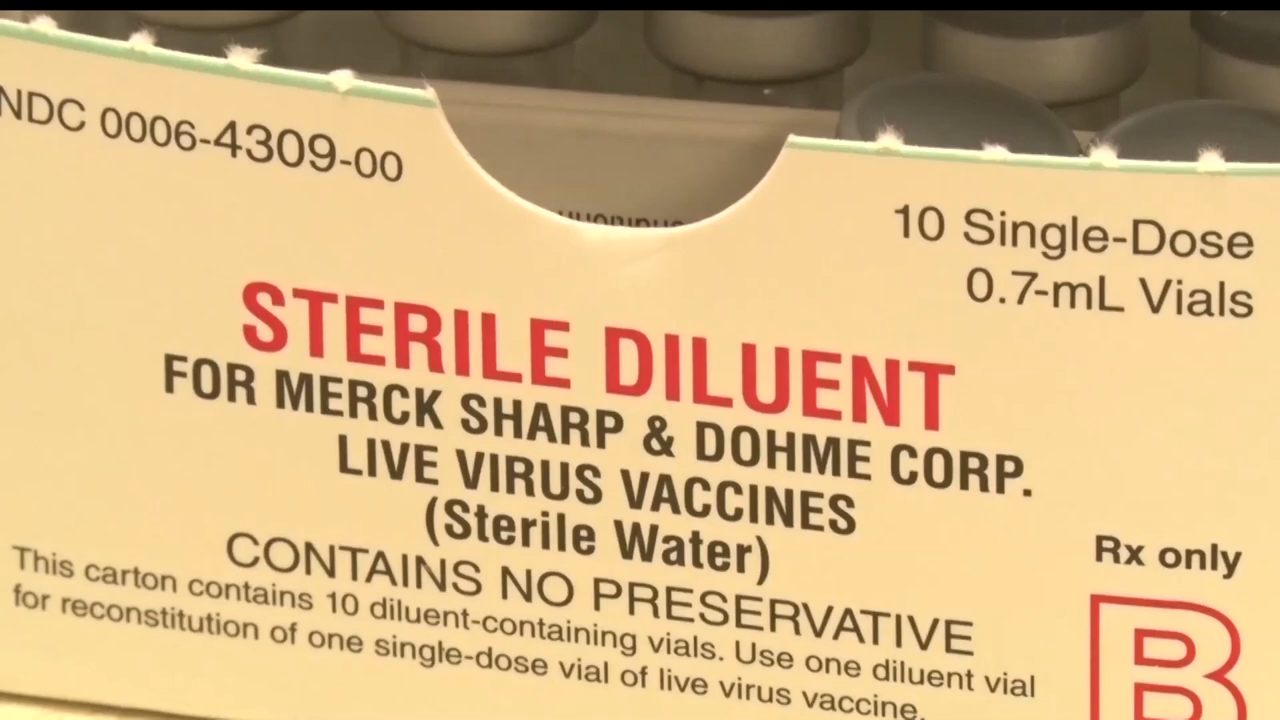 NDC 0006-4309-00
10 Single-Dose
0.7-mL Vials
STERILE DILUENT
FOR MERCK SHARP & DOHME CORP.
LIVE VIRUS VACCINES
(Sterile Water)
CONTAINS NO PRESERVATIVE
Rx only
This carton contains 10 diluent-containing vials. Use one diluent vial
for reconstitution of one single-dose vial of live virus vaccine.
B